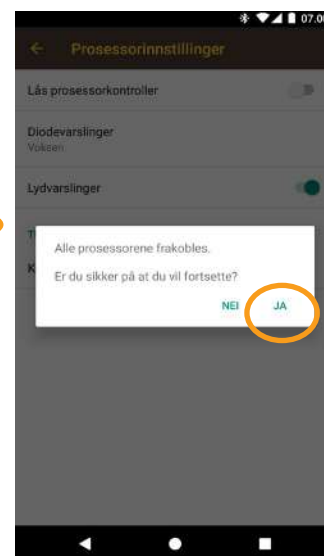 07.00
← Prosessorinnstillinger
Lås prosessorkontroller
Diodevarslinger
Voksen
Lydvarslinger
Alle prosessorene frakobles.
Er du sikker på at du vil fortsette?
NEI JA